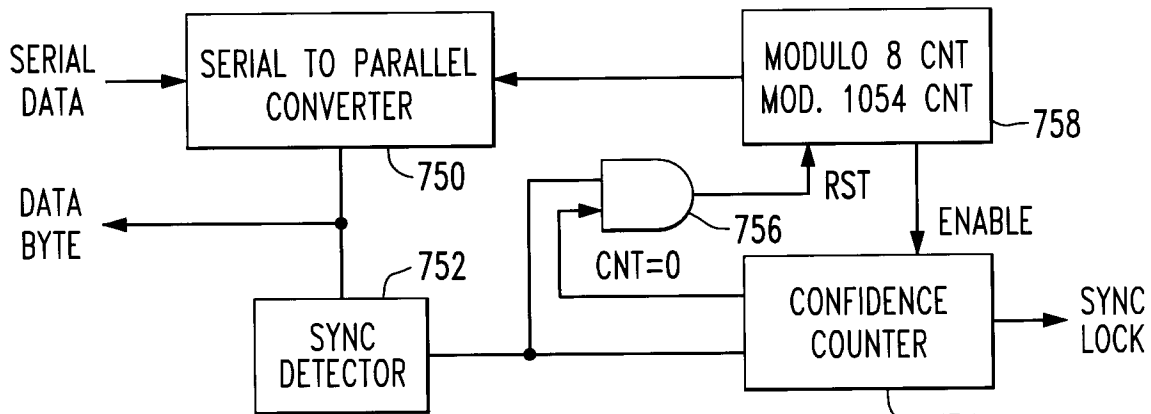 SERIAL
DATA
SERIAL TO PARALLEL
CONVERTER
750
MODULO 8 CNT
MOD. 1054 CNT
758
DATA
BYTE
756
RST
ENABLE
752
SYNC
DETECTOR
CNT=0
CONFIDENCE
COUNTER
SYNC
LOCK